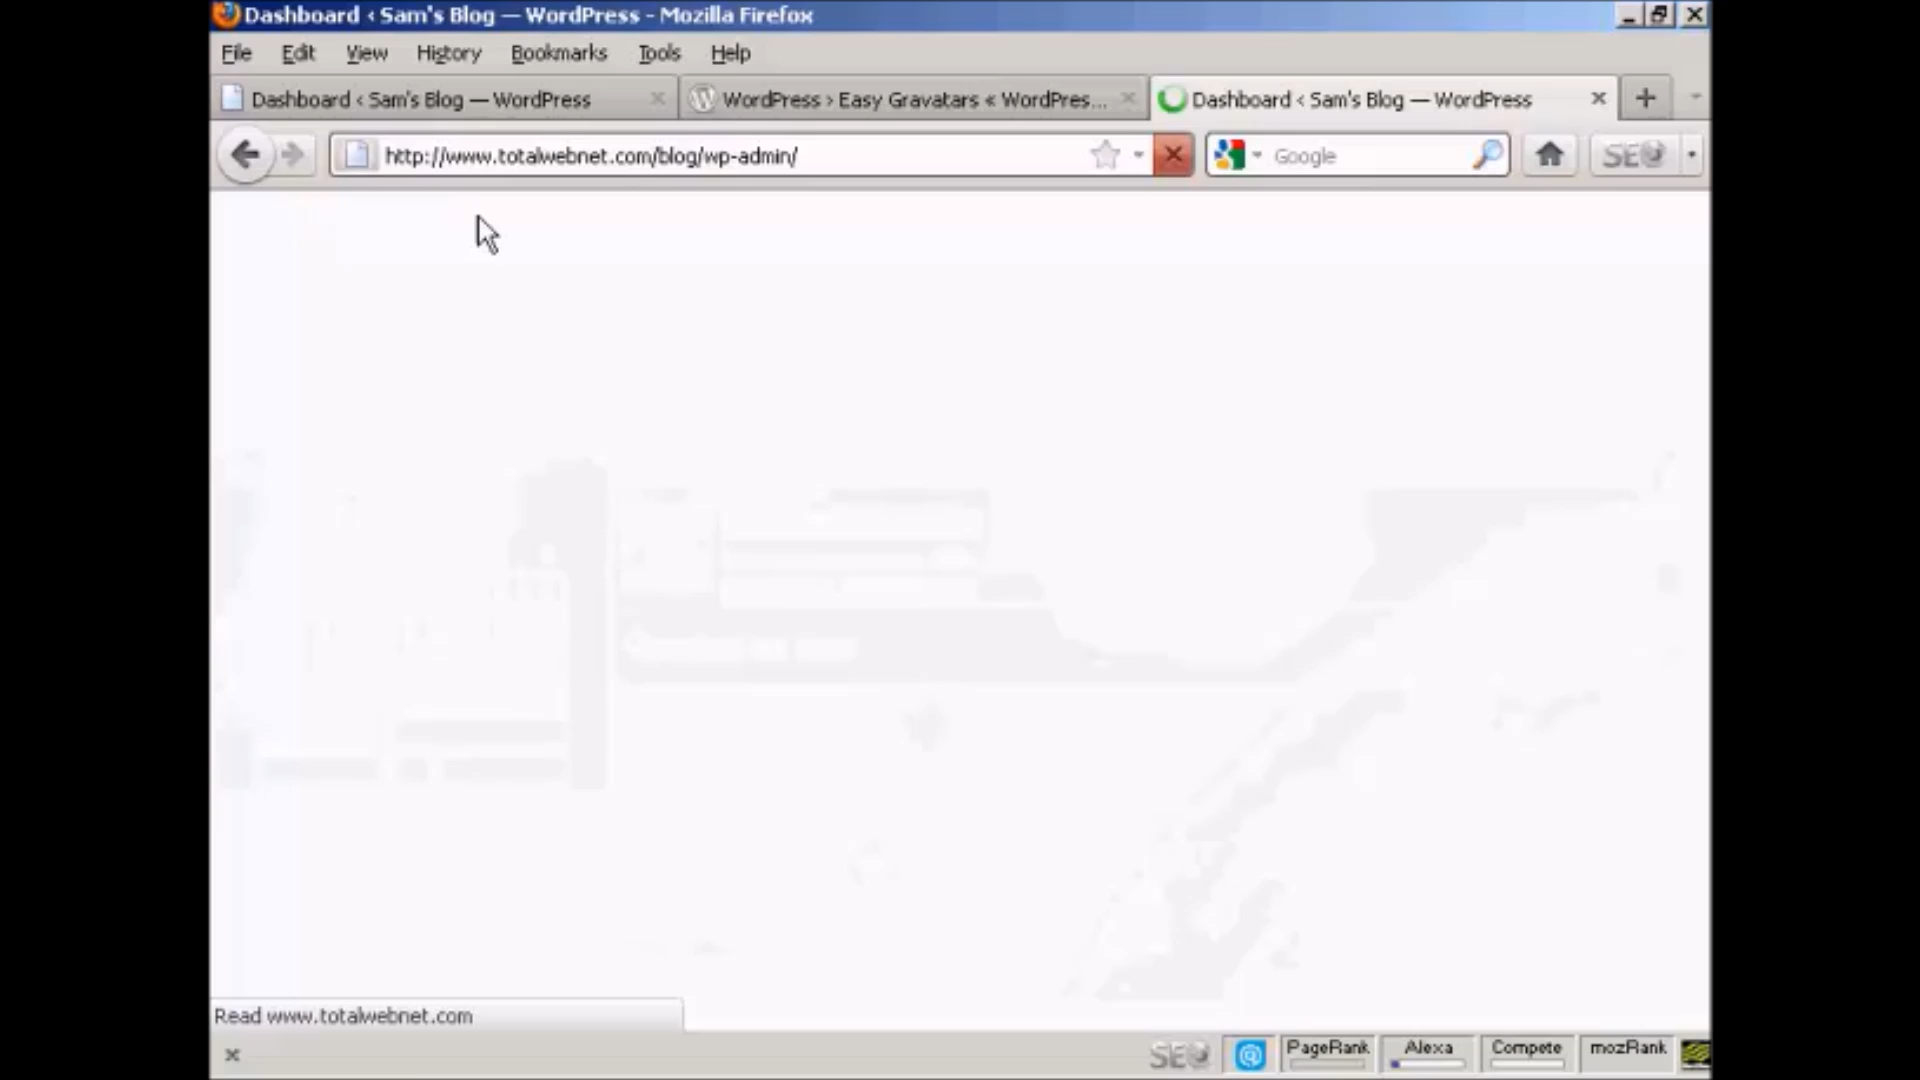 Dashboard ‹ Sam's Blog — WordPress - Mozilla Firefox
File Edit View History Bookmarks Tools Help
Dashboard ‹ Sam's Blog — WordPress
WordPress › Easy Gravatars « WordPres...
Dashboard ‹ Sam's Blog — WordPress
http://www.totalwebnet.com/blog/wp-admin/
Google
SEO
Read www.totalwebnet.com
SEO
PageRank
Alexa
Compete
mozRank